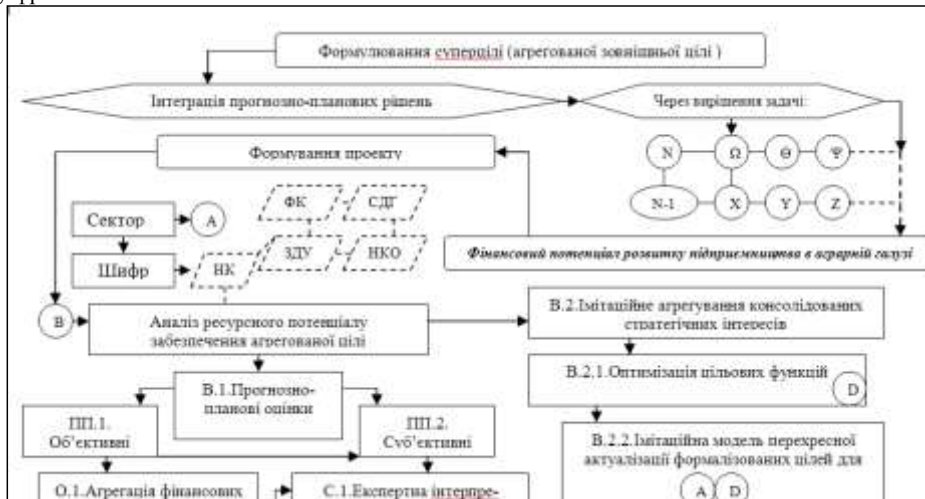 Формулювання суперцілі (агрегованої зовнішньої цілі )
Інтеграція прогнозно-планових рішень
Через вирішення задачі:
Формування проекту
N
Ω
Θ
Ψ
ФК
СДГ
N-1
X
Y
Z
Сектор
А
ЗДУ
НКО
Шифр
НК
Фінансовий потенціал розвитку підприємництва в аграрній галузі
В
Аналіз ресурсного потенціалу
забезпечення агрегованої цілі
В.2.Імітаційне агрегування консолідованих
стратегічних інтересів
В.1.Прогнозно-
планові оцінки
В.2.1.Оптимізація цільових функцій
D
ПП.1.
Об'єктивні
ПП.2.
Суб'єктивні
В.2.2.Імітаційна модель перехресної
актуалізації формалізованих цілей для
А
D
О.1.Агрегація фінансових
С.1.Експертна інтерпре-